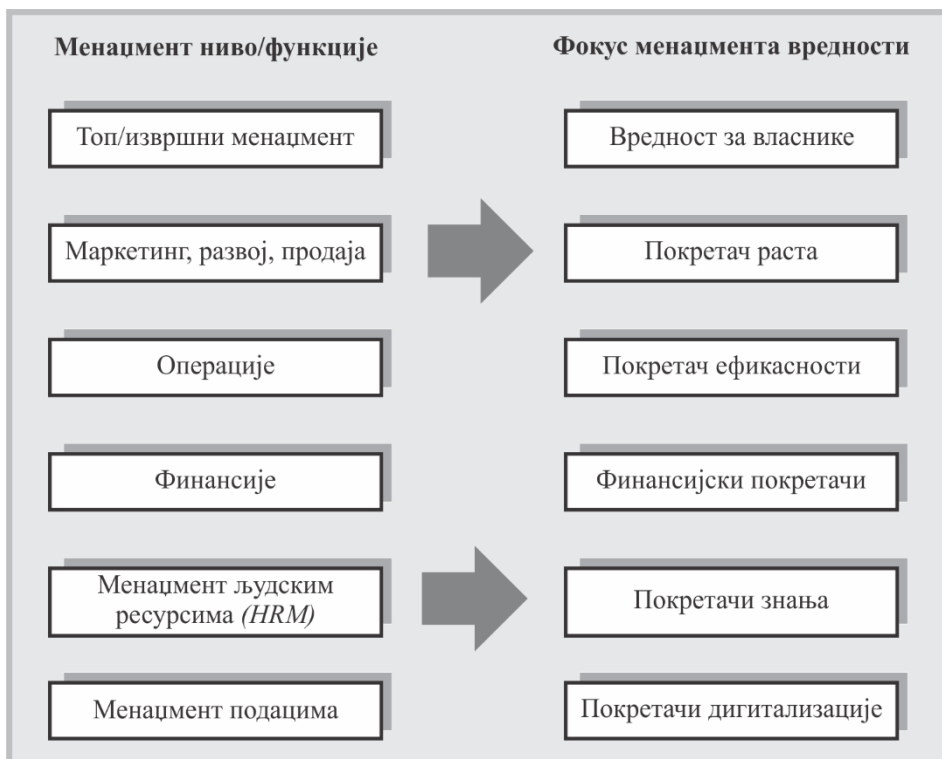 Менаџмент ниво/функције
Фокус менаџмента вредности
Топ/извршни менаџмент
Вредност за власнике
Маркетинг, развој, продаја
Покретач раста
Операције
Покретач ефикасности
Финансије
Финансијски покретачи
Менаџмент људским
ресурсима (HRM)
Покретачи знања
Менаџмент подацима
Покретачи дигитализације